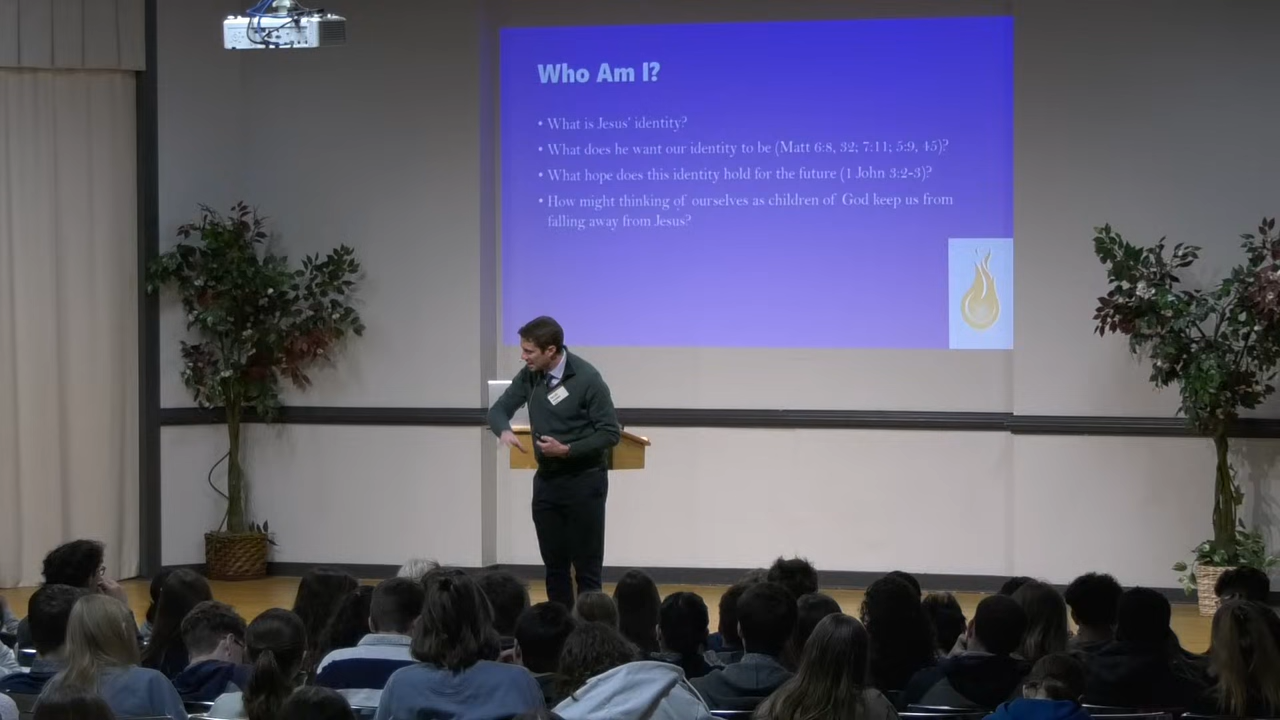 Who Am I?
• What is Jesus' identity?
• What does he want our identity to be (Matt 6:8, 32; 7:11; 5:9, 45)?
• What hope does this identity hold for the future (1 John 3:2-3)?
• How might thinking of ourselves as children of God keep us from
falling away from Jesus?